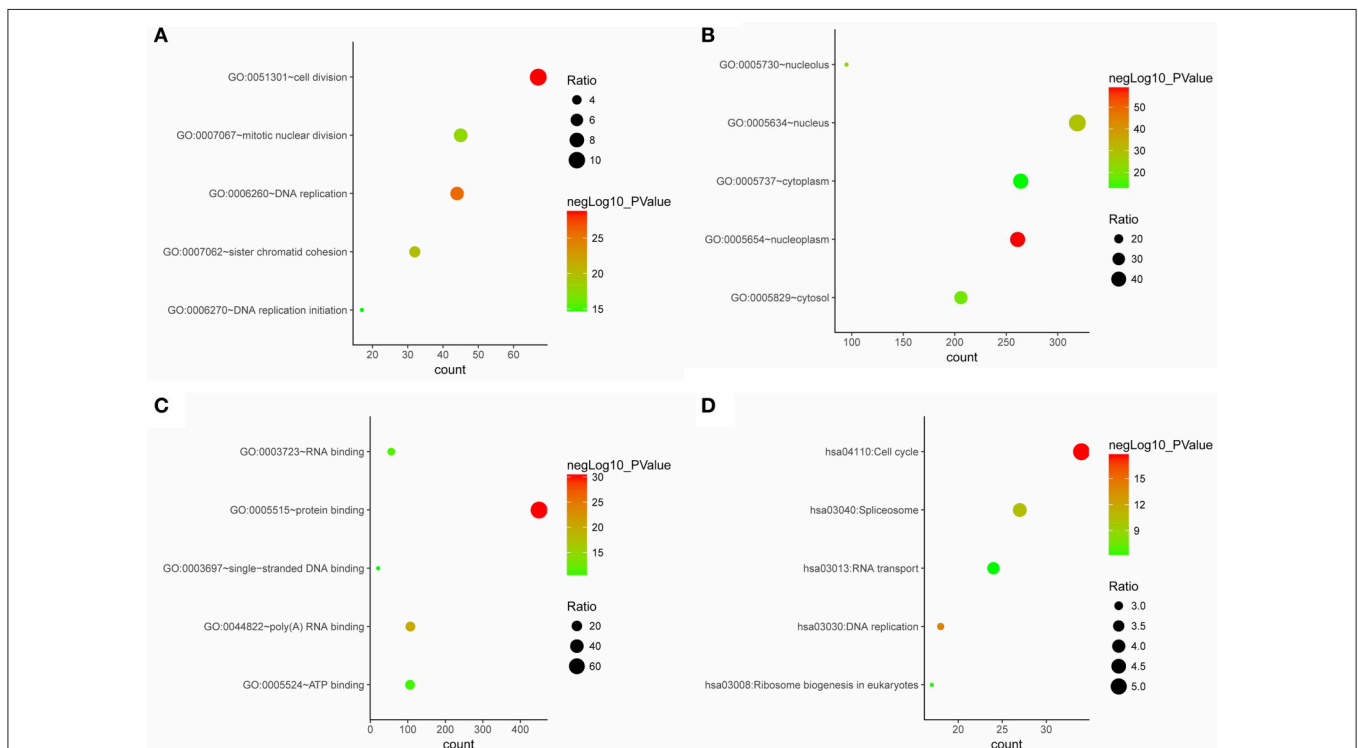 A
GO:0051301~cell division
GO:0007067~mitotic nuclear division
GO:0006260~DNA replication
GO:0007062~sister chromatid cohesion
GO:0006270~DNA replication initiation
20 30 40 50 60
count
Ratio
4
6
8
10
negLog10_PValue
25
20
15
B
GO:0005730~nucleolus
GO:0005634~nucleus
GO:0005737~cytoplasm
GO:0005654~nucleoplasm
GO:0005829~cytosol
100 150 200 250 300
count
negLog10_PValue
50
40
30
20
Ratio
20
30
40
C
GO:0003723~RNA binding
GO:0005515~protein binding
GO:0003697~single−stranded DNA binding
GO:0044822~poly(A) RNA binding
GO:0005524~ATP binding
0 100 200 300 400
count
negLog10_PValue
30
25
20
15
Ratio
20
40
60
D
hsa04110:Cell cycle
hsa03040:Spliceosome
hsa03013:RNA transport
hsa03030:DNA replication
hsa03008:Ribosome biogenesis in eukaryotes
20 30
count
negLog10_PValue
15
12
9
Ratio
3.0
3.5
4.0
4.5
5.0